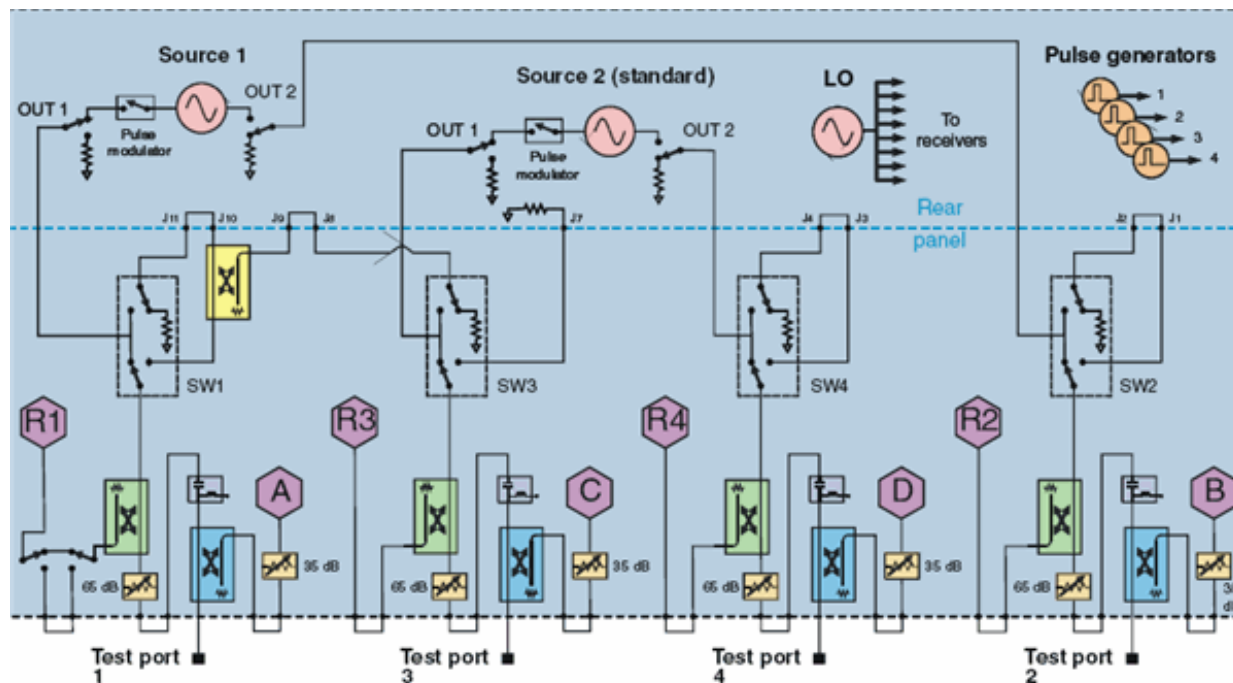 Source 1
OUT 1
OUT 2
Pulse
modulator
Source 2 (standard)
OUT 1
OUT 2
Pulse
modulator
LO
To
receivers
Pulse generators
1
2
3
4
J11
J10
J9
J8
J7
J4
J3
J2
J1
Rear
panel
SW1
SW3
SW4
SW2
R1
R3
R4
R2
A
C
D
B
65 dB
35 dB
65 dB
35 dB
65 dB
35 dB
65 dB
Test port
1
Test port
3
Test port
4
Test port
2